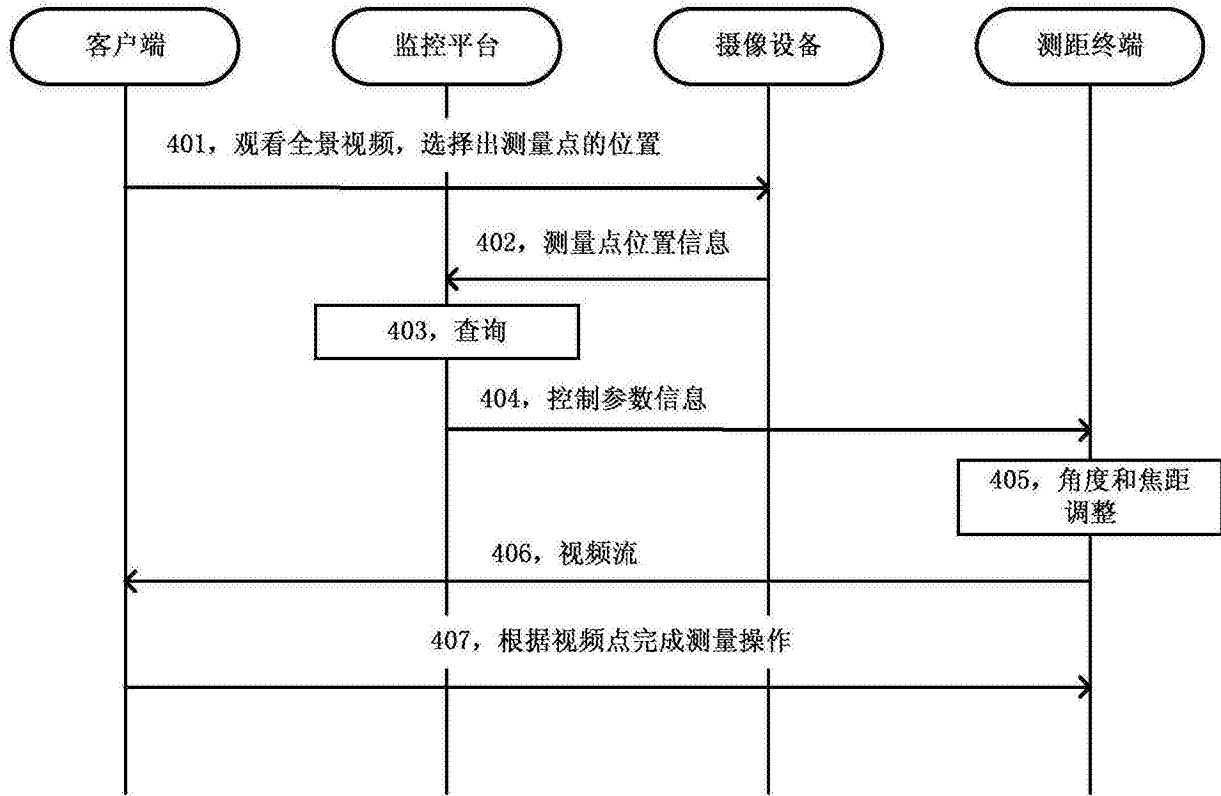 客户端
监控平台
摄像设备
测距终端
401，观看全景视频，选择出测量点的位置
402，测量点位置信息
403，查询
404，控制参数信息
405，角度和焦距
调整
406，视频流
407，根据视频点完成测量操作